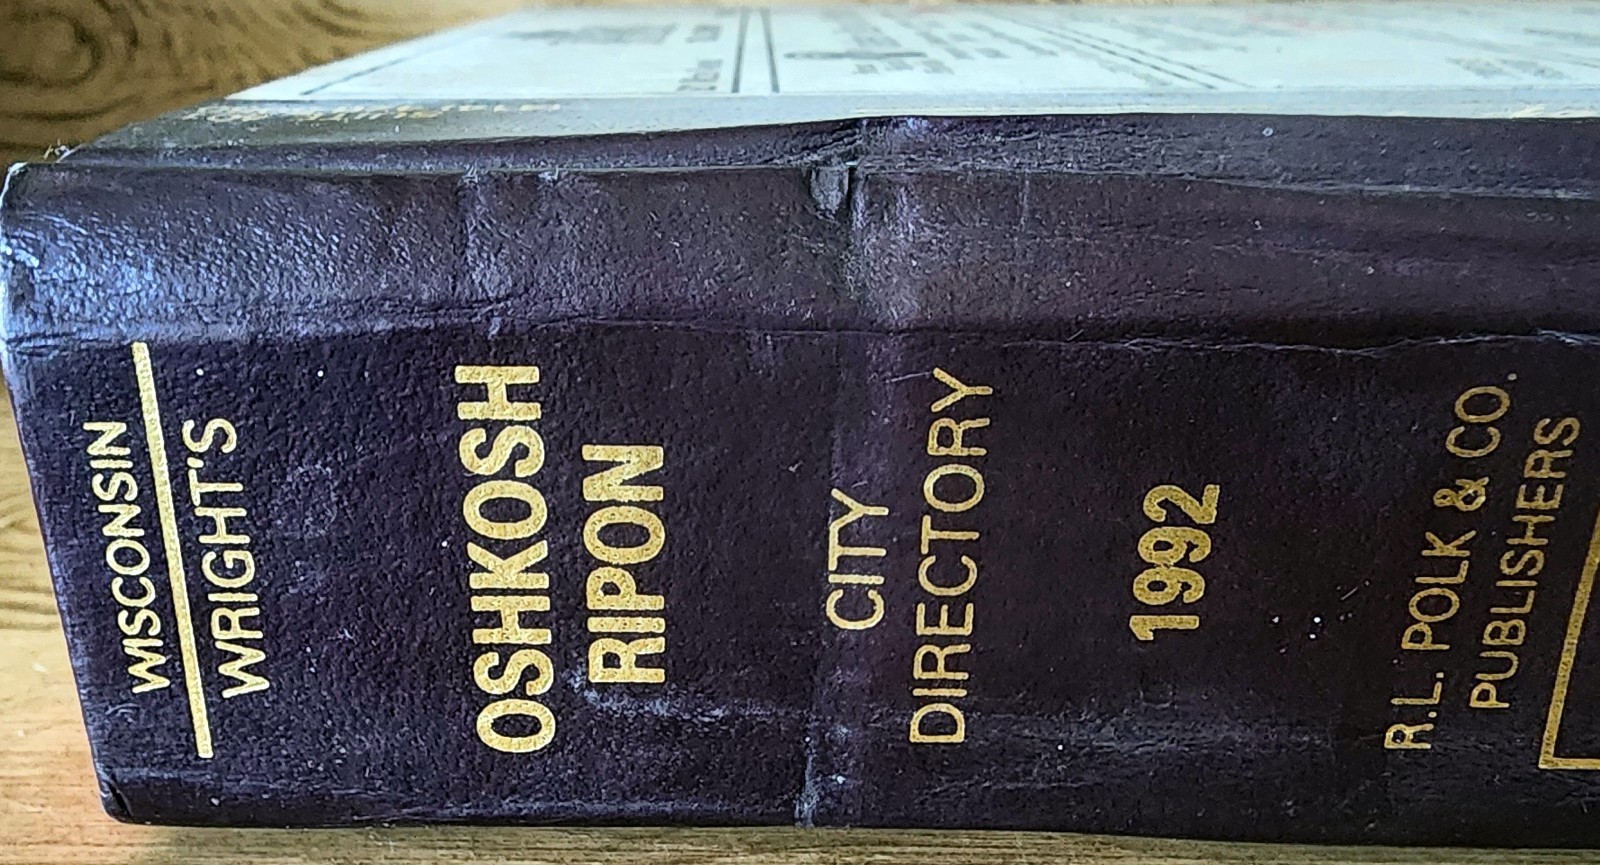 WISCONSIN
WRIGHT'S
OSHKOSH
RIPON
CITY
DIRECTORY
1992
R.L. POLK & CO.
PUBLISHERS